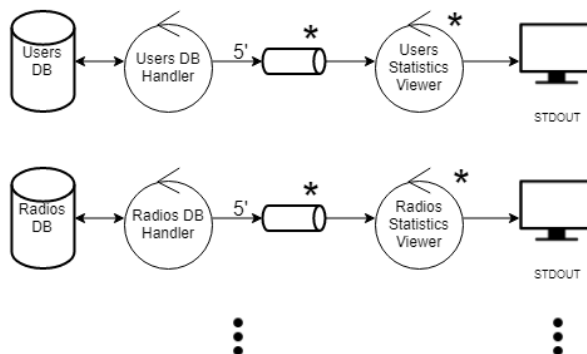 Users
DB
Users DB
Handler
5'
*
Users
Statistics
Viewer
*
STDOUT
Radios
DB
Radios DB
Handler
5'
*
Radios
Statistics
Viewer
*
STDOUT